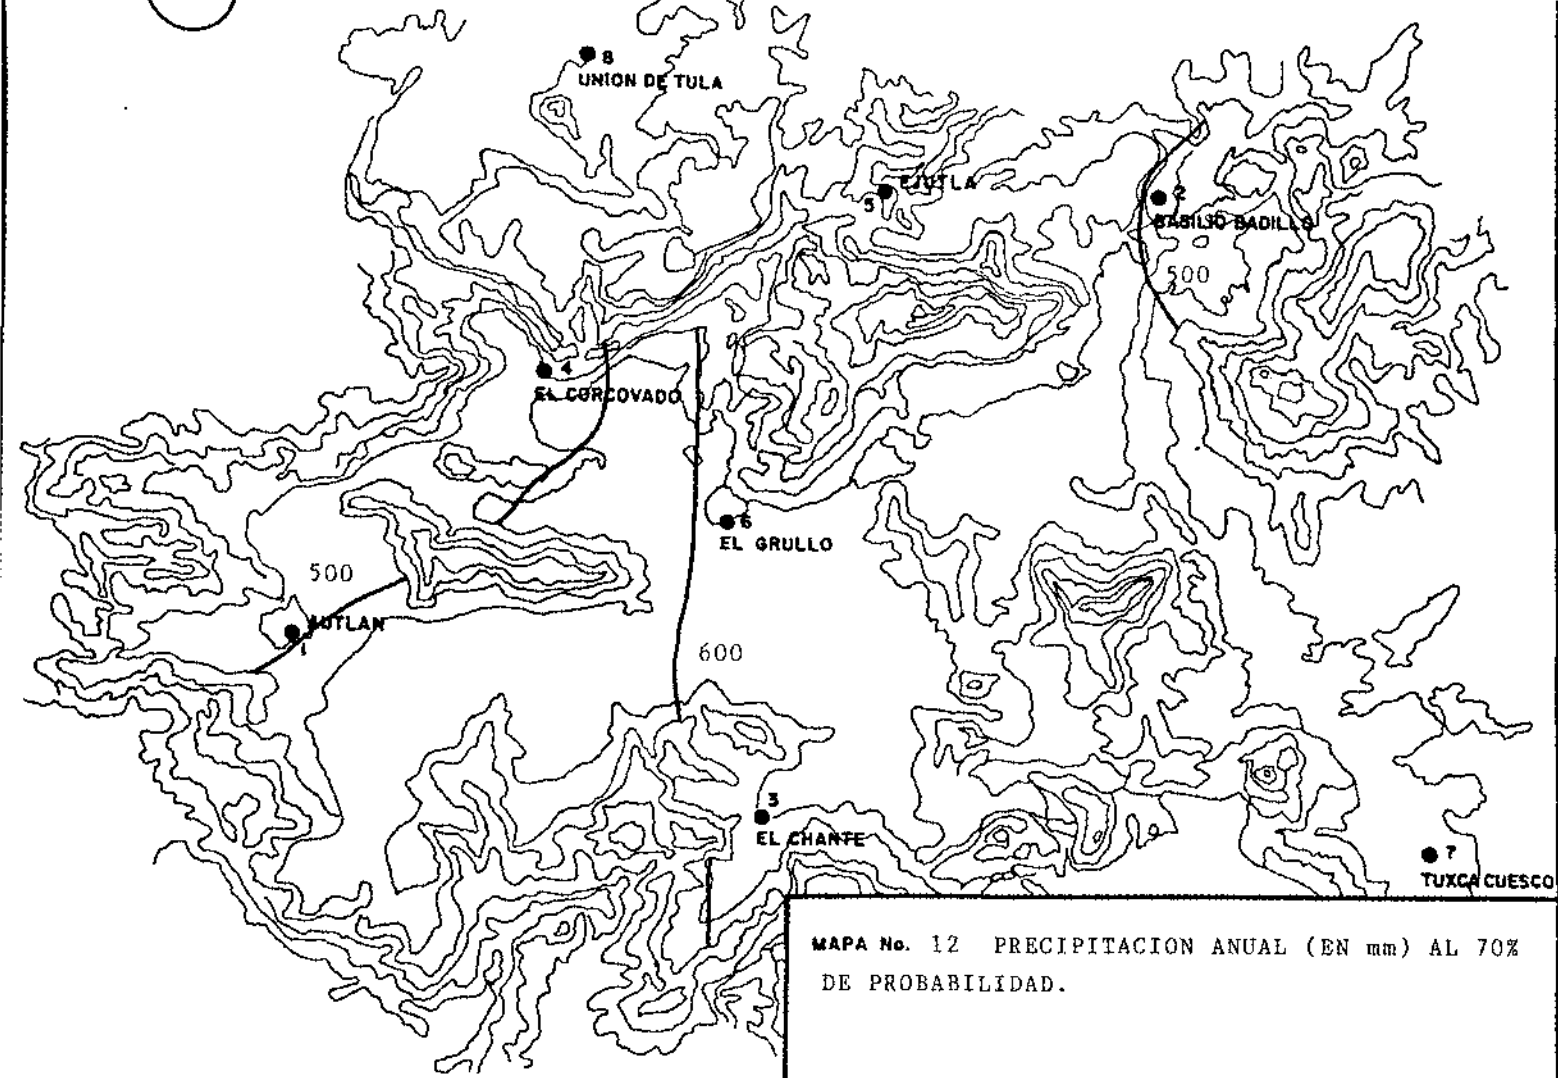 8
UNION DE TULA
EJUTLA
5
2
BASILIO BADILLO
500
4
EL CORCOVADO
6
EL GRULLO
500
AUTLAN
1
600
3
EL CHANTE
7
TUXCACUESCO
MAPA No. 12 PRECIPITACION ANUAL (EN mm) AL 70%
DE PROBABILIDAD.